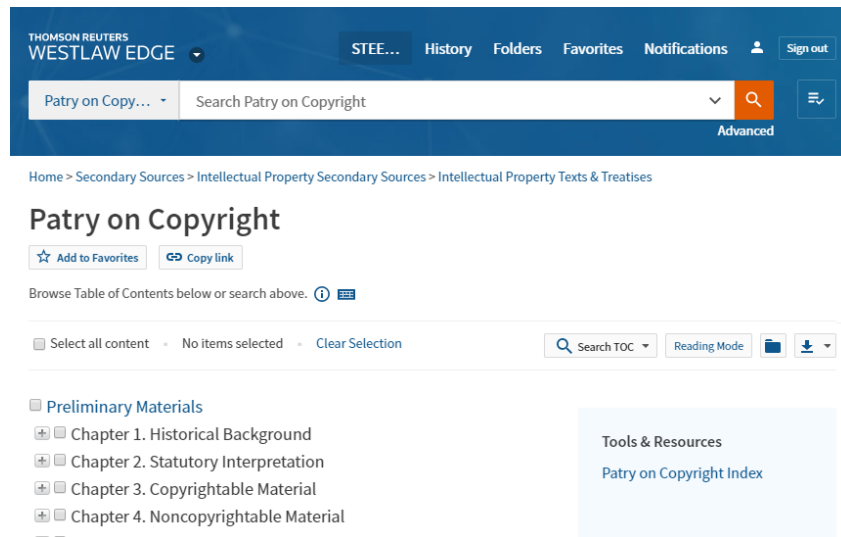 THOMSON REUTERS
WESTLAW EDGE
STEE... History Folders Favorites Notifications Sign out
Patry on Copy... Search Patry on Copyright
Advanced
Home > Secondary Sources > Intellectual Property Secondary Sources > Intellectual Property Texts & Treatises
Patry on Copyright
Add to Favorites Copy link
Browse Table of Contents below or search above.
Select all content • No items selected • Clear Selection
Search TOC Reading Mode
Preliminary Materials
Chapter 1. Historical Background
Chapter 2. Statutory Interpretation
Chapter 3. Copyrightable Material
Chapter 4. Noncopyrightable Material
Tools & Resources
Patry on Copyright Index